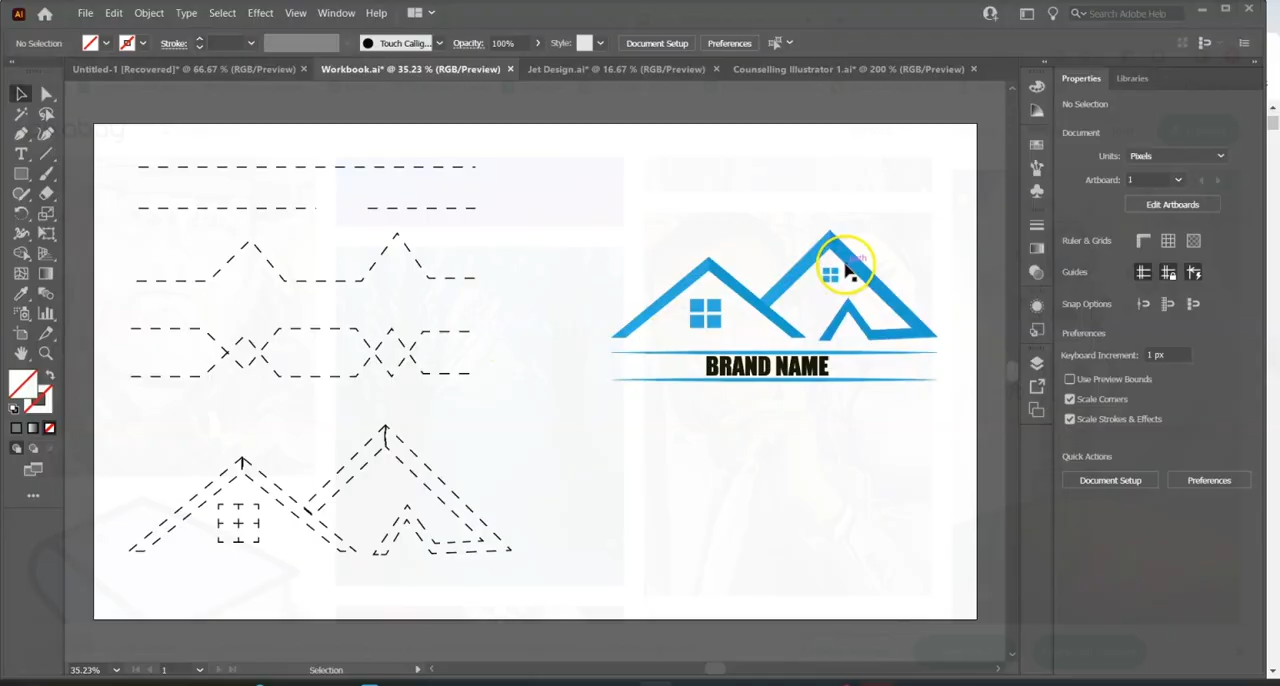 Ai File Edit Object Type Select Effect View Window Help Search Adobe Help
No Selection Stroke: Touch Callig... Opacity: 100% Style: Document Setup Preferences
Untitled-1 [Recovered]* @ 66.67 % (RGB/Preview) × Workbook.ai* @ 35.23 % (RGB/Preview) × Jet Design.ai* @ 16.67 % (RGB/Preview) × Counselling Illustrator 1.ai* @ 200 % (RGB/Preview) ×
Properties Libraries
No Selection
Document
Units: Pixels
Artboard: 1
Edit Artboards
Ruler & Grids
Guides
Snap Options
Preferences
Keyboard Increment: 1 px
Use Preview Bounds
Scale Corners
Scale Strokes & Effects
Quick Actions
Document Setup Preferences
path
BRAND NAME
35.23% 1 Selection